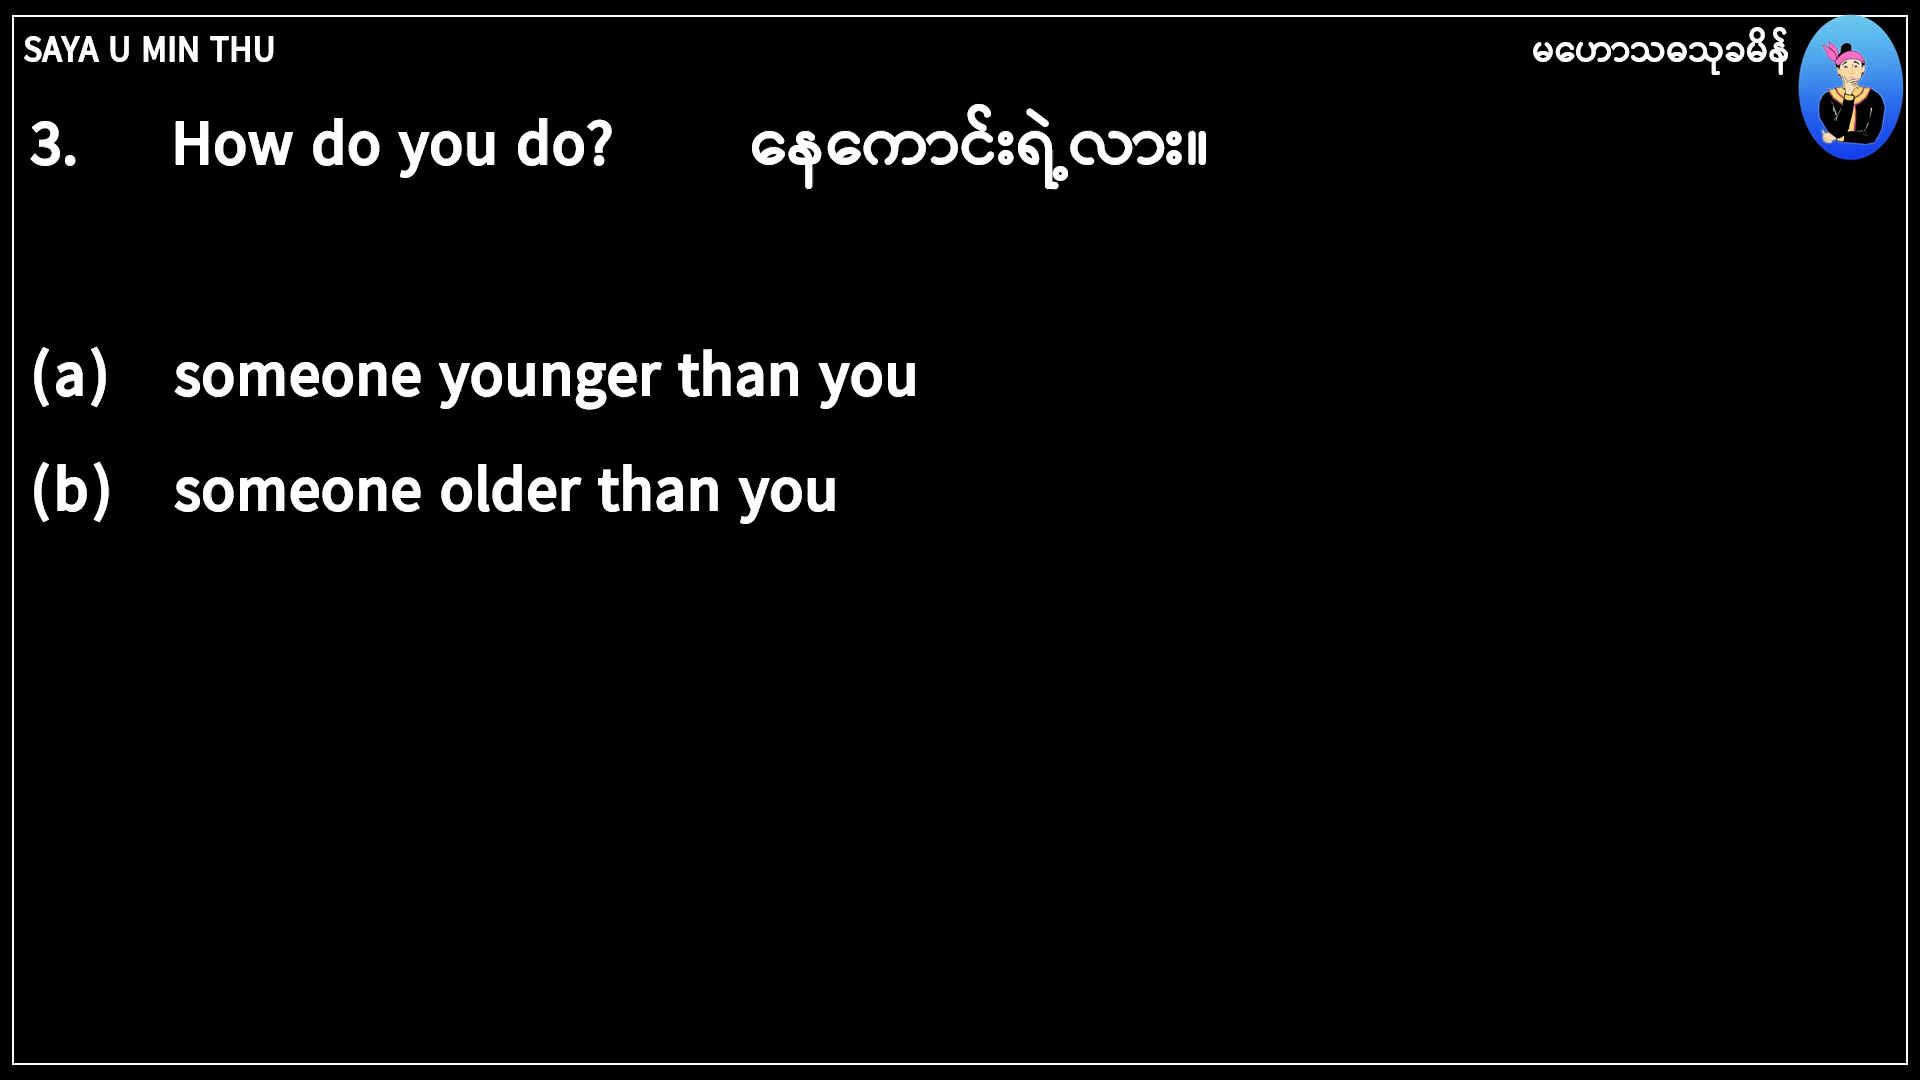 SAYA U MIN THU
မဟောသဓသုခမိန်
3. How do you do? နေကောင်းရဲ့လား။
(a) someone younger than you
(b) someone older than you